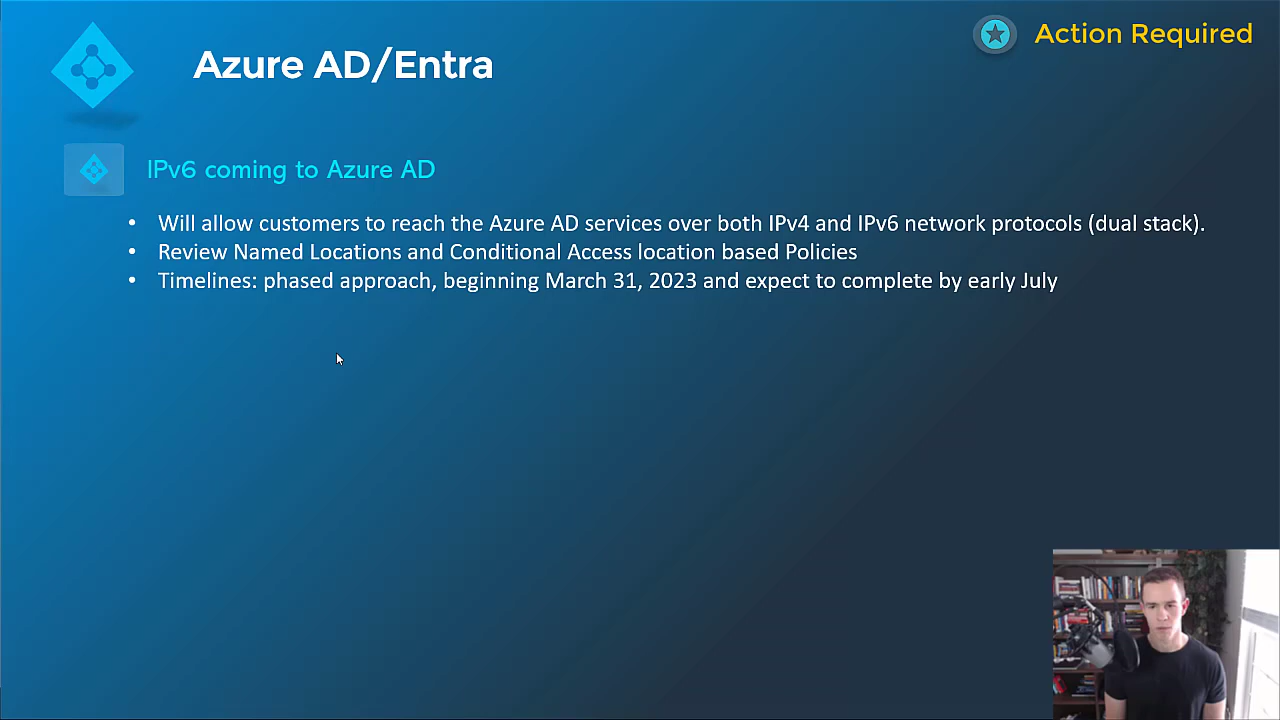 Azure AD/Entra
Action Required
IPv6 coming to Azure AD
• Will allow customers to reach the Azure AD services over both IPv4 and IPv6 network protocols (dual stack).
• Review Named Locations and Conditional Access location based Policies
• Timelines: phased approach, beginning March 31, 2023 and expect to complete by early July